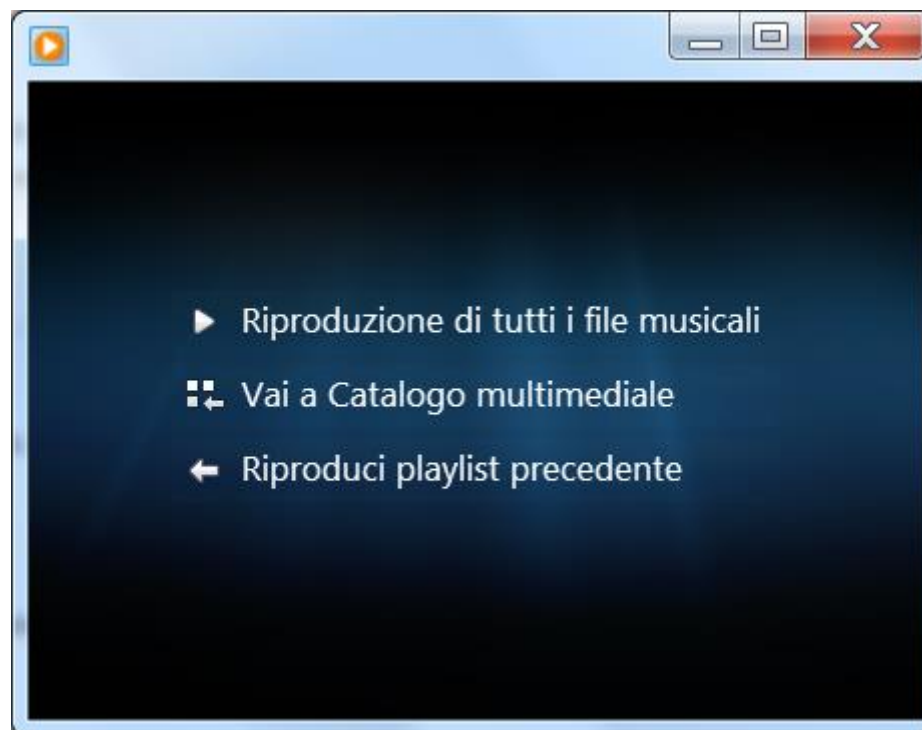 Riproduzione di tutti i file musicali
Vai a Catalogo multimediale
Riproduci playlist precedente